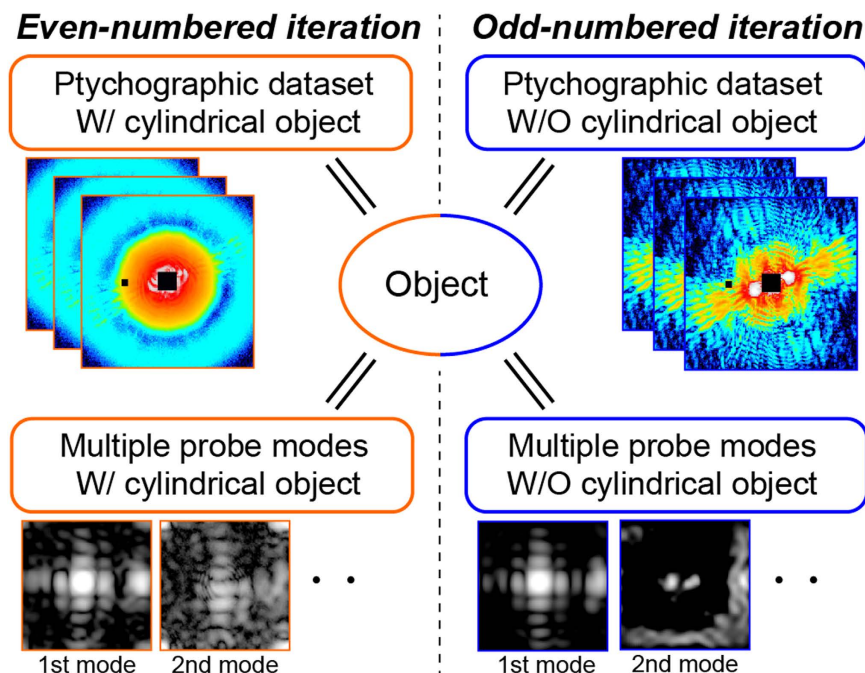 Even-numbered iteration
Odd-numbered iteration
Ptychographic dataset
W/ cylindrical object
Ptychographic dataset
W/O cylindrical object
Object
Multiple probe modes
W/ cylindrical object
Multiple probe modes
W/O cylindrical object
1st mode
2nd mode
1st mode
2nd mode